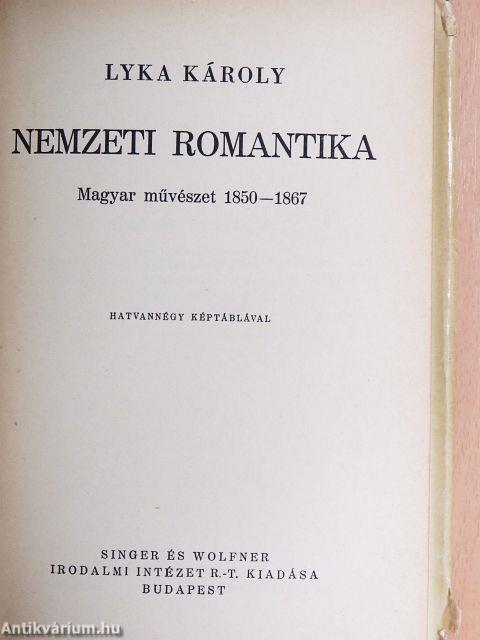 LYKA KÁROLY
NEMZETI ROMANTIKA
Magyar művészet 1850—1867
HATVANNÉGY KÉPTÁBLÁVAL
SINGER ÉS WOLFNER
IRODALMI INTÉZET R.-T. KIADÁSA
BUDAPEST
Antikvárium.hu